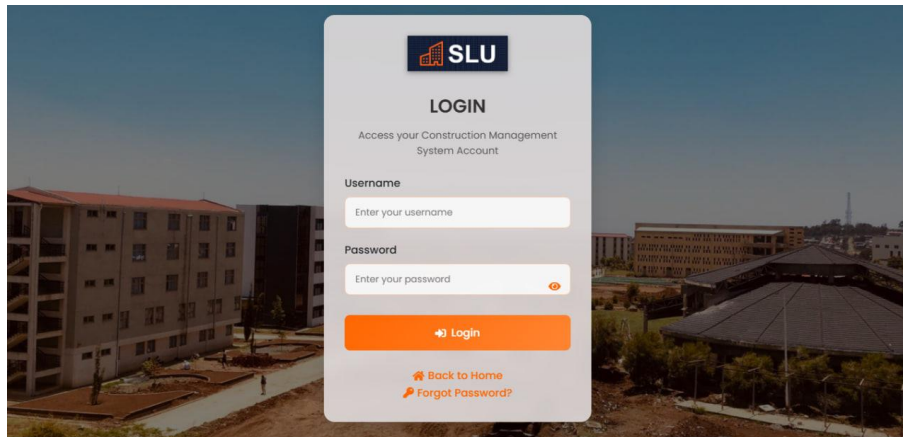 SLU
LOGIN
Access your Construction Management
System Account
Username
Enter your username
Password
Enter your password
Login
Back to Home
Forgot Password?